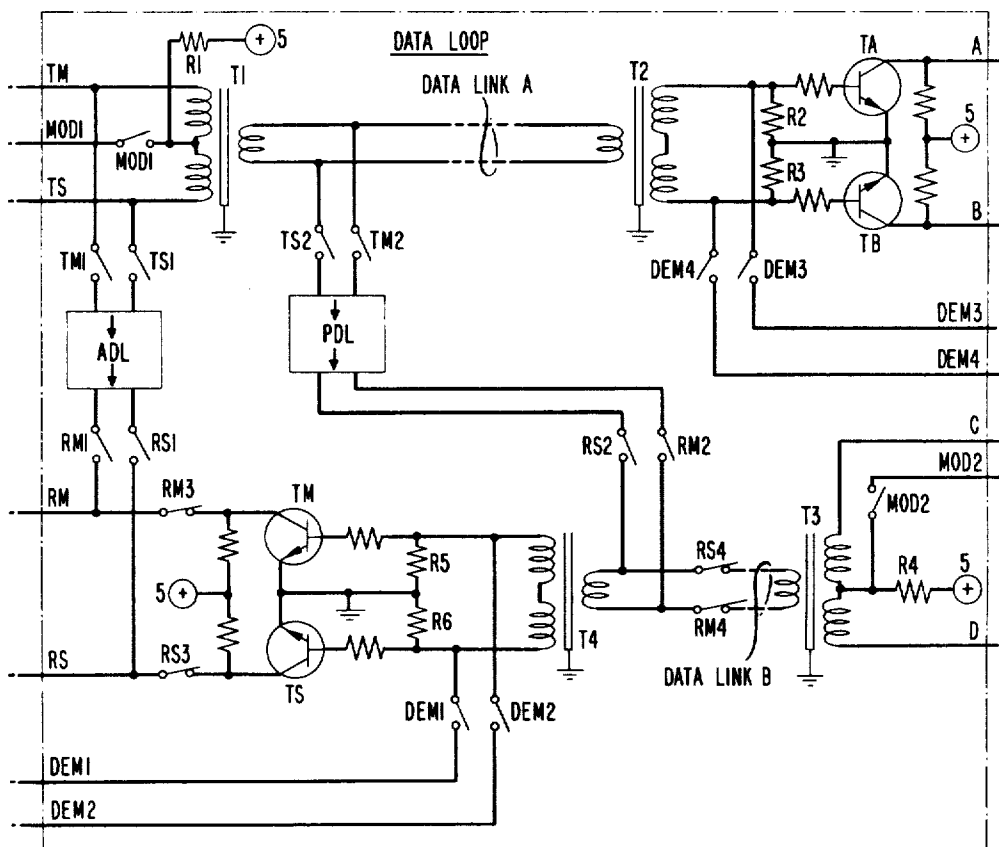 DATA LOOP
5
R1
T1
TM
DATA LINK A
T2
TA
A
MOD1
MOD1
R2
5
R3
TS
TB
B
TM1
TS1
TS2
TM2
DEM4
DEM3
DEM3
ADL
PDL
DEM4
RM1
RS1
RS2
RM2
C
MOD2
RM
RM3
TM
MOD2
T3
R5
RS4
R4
5
5
R6
RM4
D
RS
RS3
TS
T4
DATA LINK B
DEM1
DEM2
DEM1
DEM2